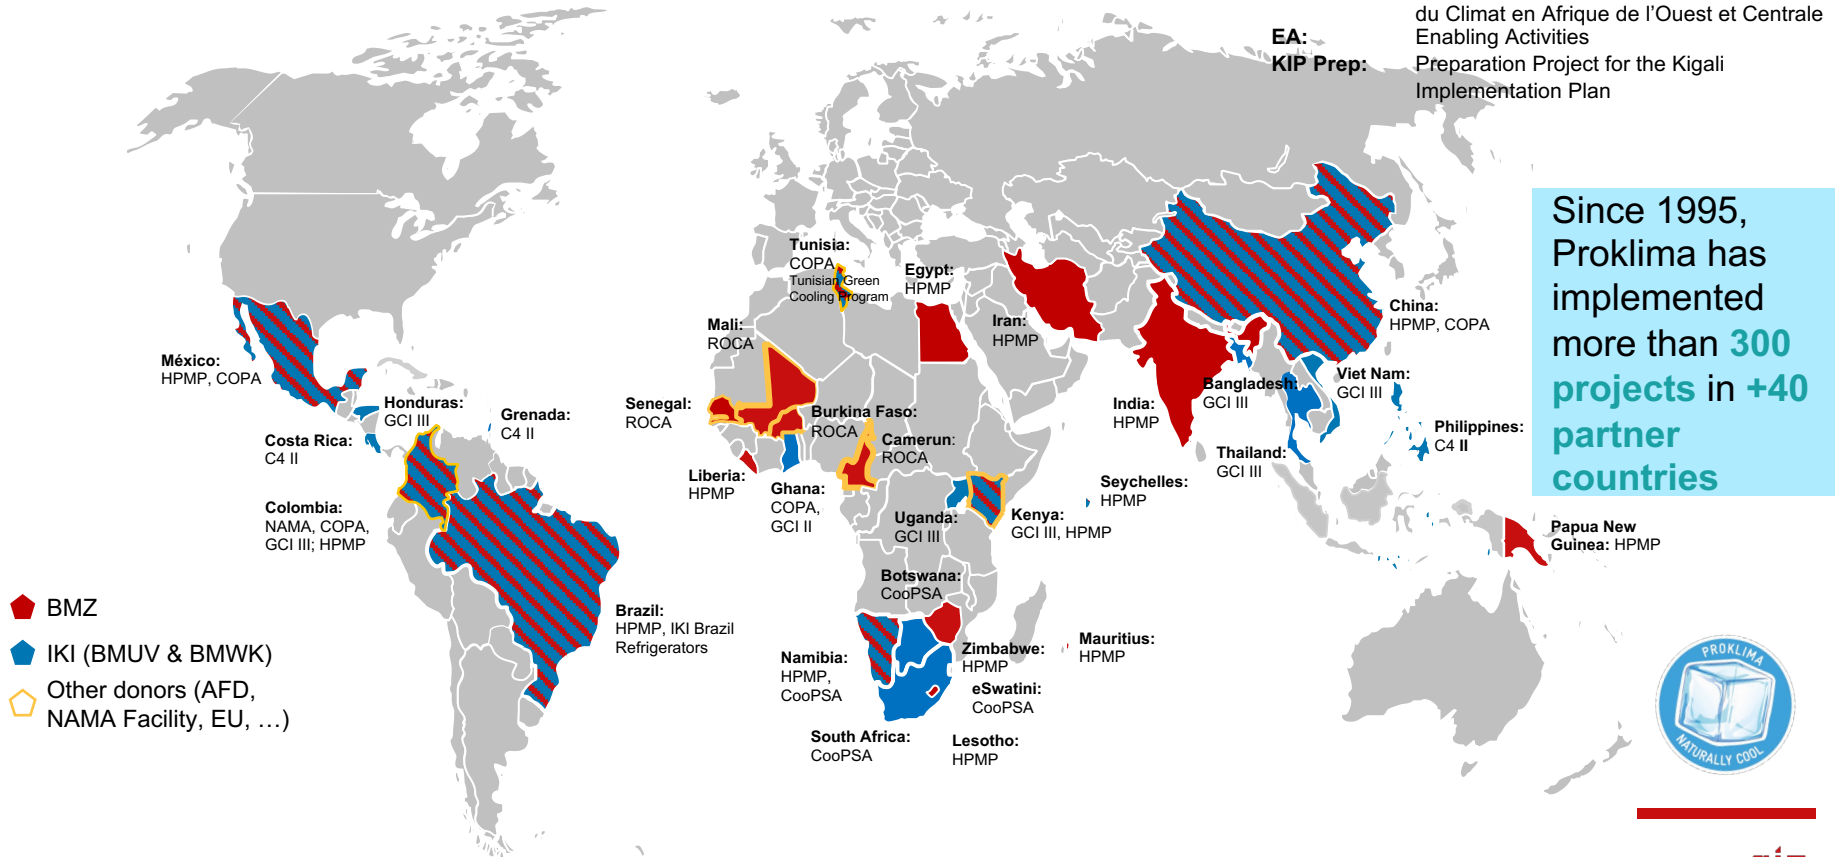 du Climat en Afrique de l’Ouest et Centrale
EA: Enabling Activities
KIP Prep: Preparation Project for the Kigali
Implementation Plan
Since 1995,
Proklima has
implemented
more than 300
projects in +40
partner
countries
Tunisia:
COPA
Tunisian Green
Cooling Program
Egypt:
HPMP
Iran:
HPMP
China:
HPMP, COPA
Mali:
ROCA
México:
HPMP, COPA
Honduras:
GCI III
Grenada:
C4 II
Costa Rica:
C4 II
Colombia:
NAMA, COPA,
GCI III; HPMP
Senegal:
ROCA
Burkina Faso:
ROCA
Camerun:
ROCA
Liberia:
HPMP
Ghana:
COPA,
GCI II
Uganda:
GCI III
Kenya:
GCI III, HPMP
Seychelles:
HPMP
India:
HPMP
Bangladesh:
GCI III
Viet Nam:
GCI III
Thailand:
GCI III
Philippines:
C4 II
Papua New
Guinea: HPMP
Botswana:
CooPSA
Brazil:
HPMP, IKI Brazil
Refrigerators
Namibia:
HPMP,
CooPSA
Zimbabwe:
HPMP
Mauritius:
HPMP
eSwatini:
CooPSA
South Africa:
CooPSA
Lesotho:
HPMP
BMZ
IKI (BMUV & BMWK)
Other donors (AFD,
NAMA Facility, EU, …)
PROKLIMA
NATURALLY COOL